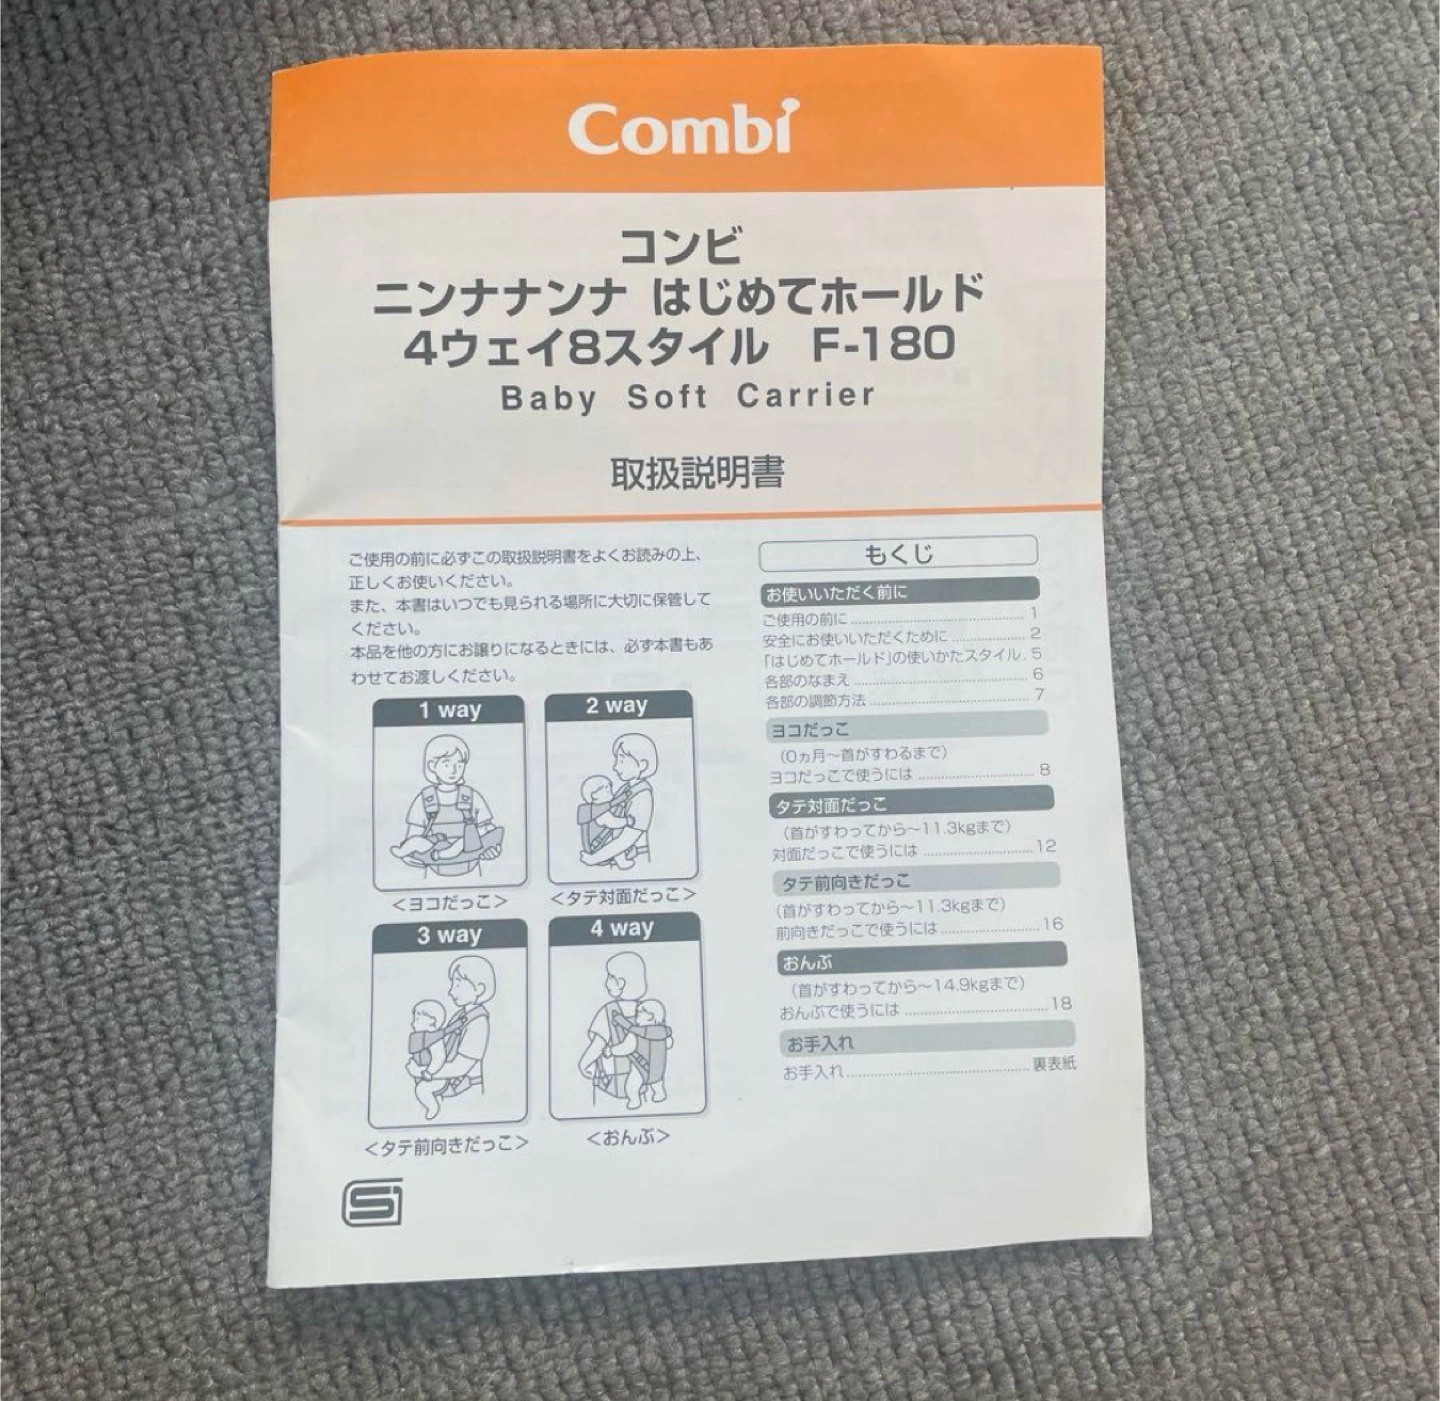 Combi
コンビ
ニンナナンナ はじめてホールド
4ウェイ8スタイル F-180
Baby Soft Carrier
取扱説明書
ご使用の前に必ずこの取扱説明書をよくお読みの上、
正しくお使いください。
また、本書はいつでも見られる場所に大切に保管して
ください。
本品を他の方にお譲りになるときには、必ず本書もあ
わせてお渡しください。
1 way
<ヨコだっこ>
2 way
<タテ対面だっこ>
3 way
<タテ前向きだっこ>
4 way
<おんぶ>
もくじ
お使いいただく前に
ご使用の前に 1
安全にお使いいただくために 2
「はじめてホールド」の使いかたスタイル 5
各部のなまえ 6
各部の調節方法 7
ヨコだっこ
(0ヵ月〜首がすわるまで)
ヨコだっこで使うには 8
タテ対面だっこ
(首がすわってから〜11.3kgまで)
対面だっこで使うには 12
タテ前向きだっこ
(首がすわってから〜11.3kgまで)
前向きだっこで使うには 16
おんぶ
(首がすわってから〜14.9kgまで)
おんぶで使うには 18
お手入れ
お手入れ 裏表紙